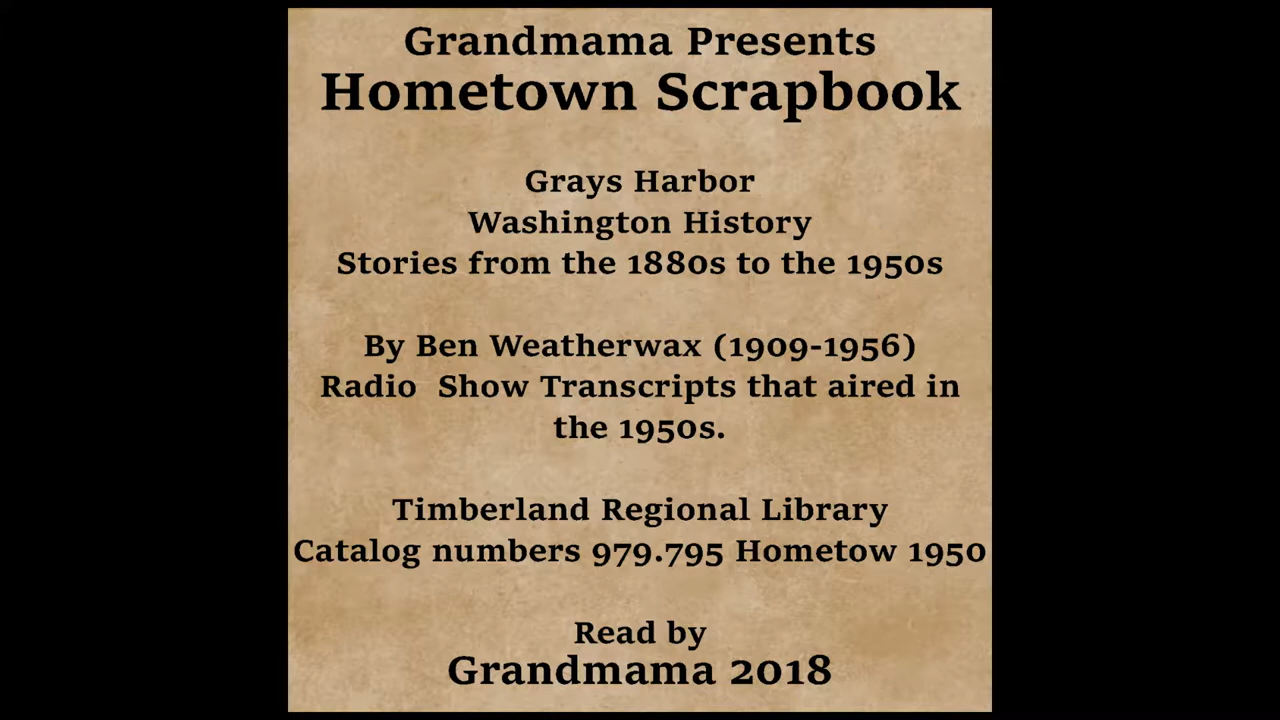 Grandmama Presents
Hometown Scrapbook
Grays Harbor
Washington History
Stories from the 1880s to the 1950s
By Ben Weatherwax (1909-1956)
Radio  Show Transcripts that aired in
the 1950s.
Timberland Regional Library
Catalog numbers 979.795 Hometow 1950
Read by
Grandmama 2018